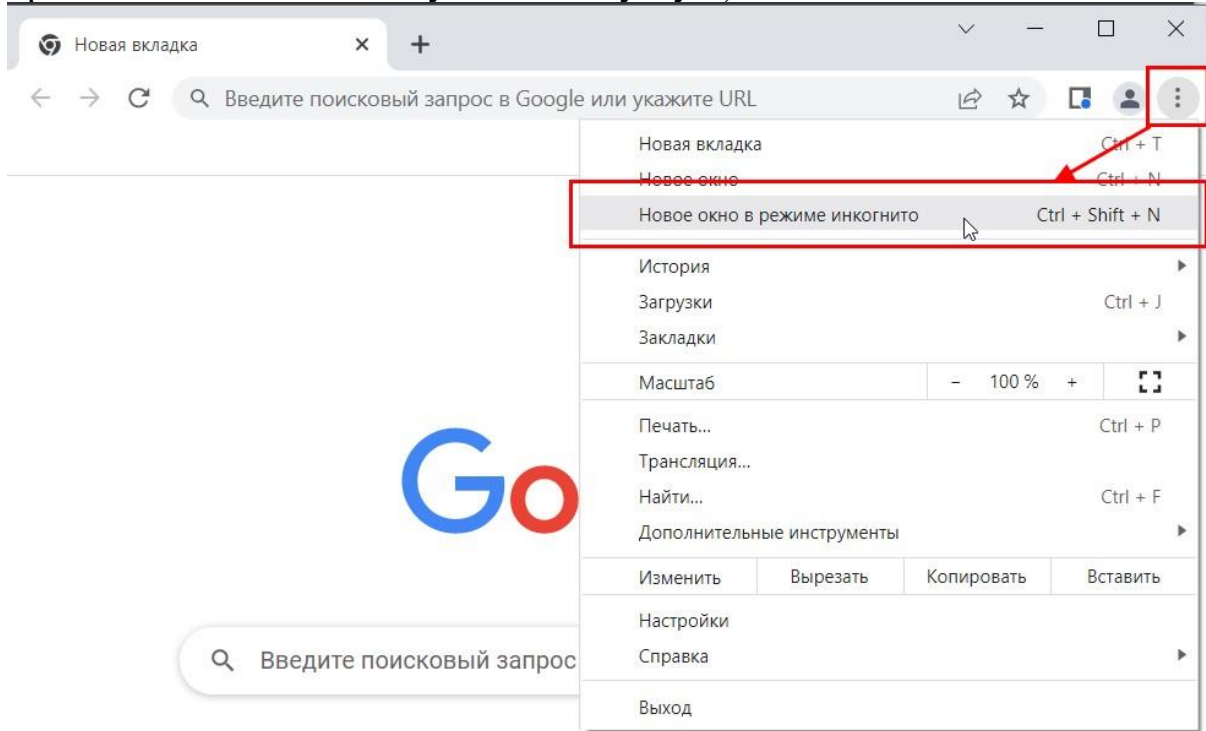 Новая вкладка
Введите поисковый запрос в Google или укажите URL
Новая вкладка Ctrl + T
Новое окно Ctrl + N
Новое окно в режиме инкогнито Ctrl + Shift + N
История
Загрузки Ctrl + J
Закладки
Масштаб - 100 % +
Печать... Ctrl + P
Трансляция...
Найти... Ctrl + F
Дополнительные инструменты
Изменить Вырезать Копировать Вставить
Настройки
Справка
Выход
Go
Введите поисковый запрос